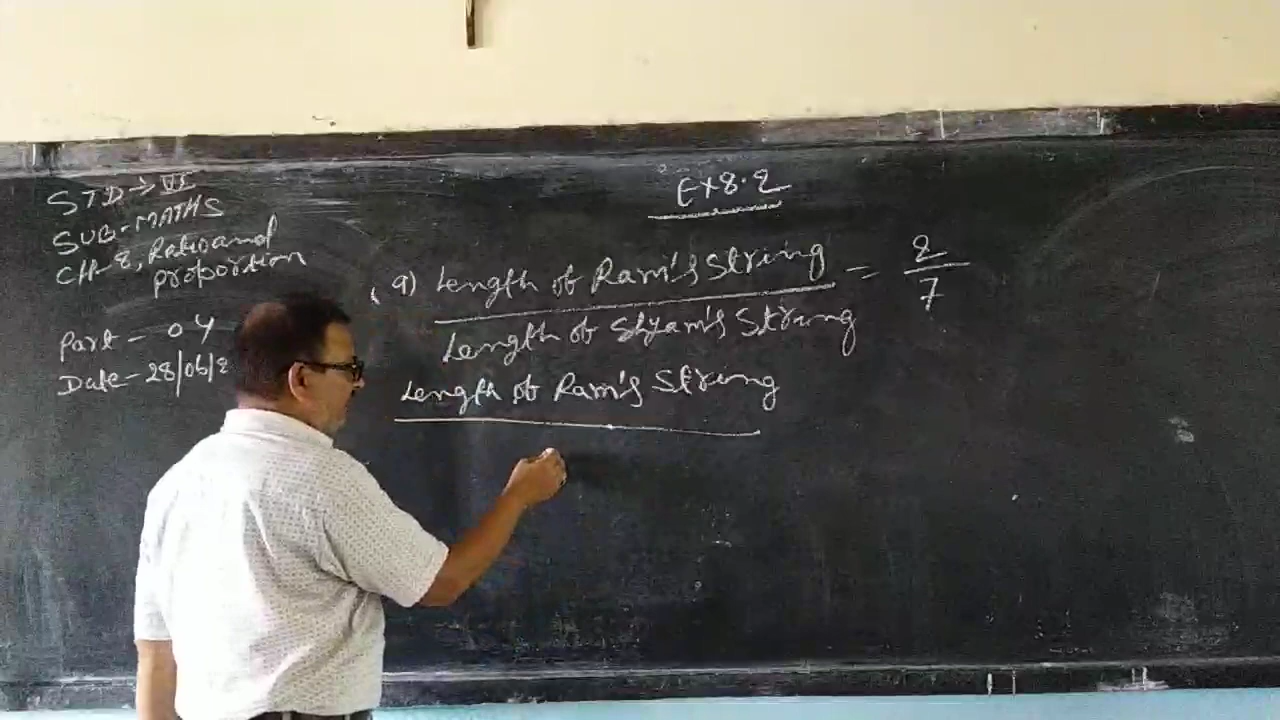 STD → VI
SUB-MATHS
CH-8, Ratio and
proportion
Part - 04
Date - 28/06/2
Ex 8.2
a) Length of Ram's String = 2
Length of Shyam's String 7
Length of Ram's String